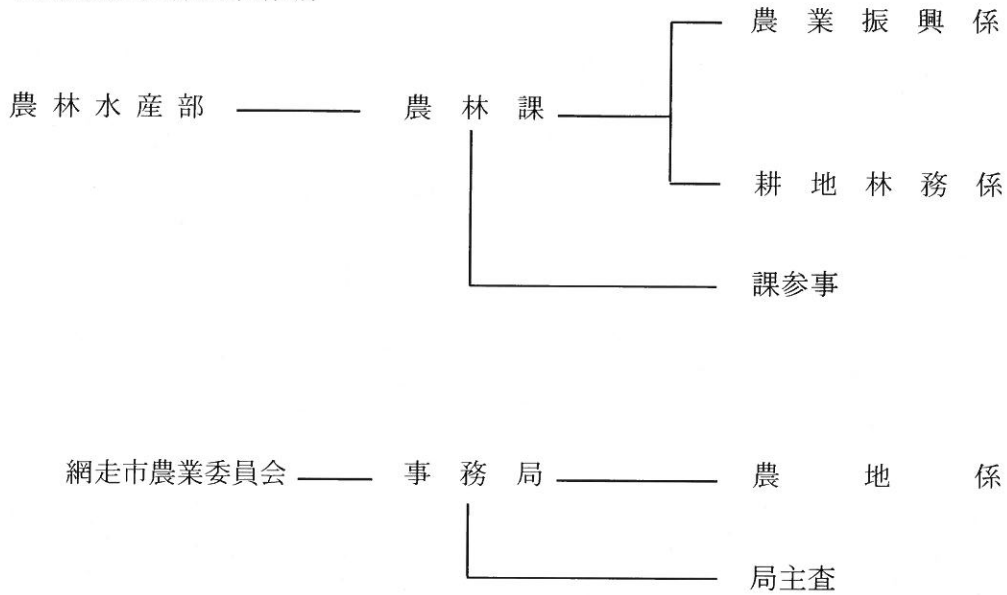 農業振興係
農林水産部 農林課
耕地林務係
課参事
網走市農業委員会 事務局 農地係
局主査